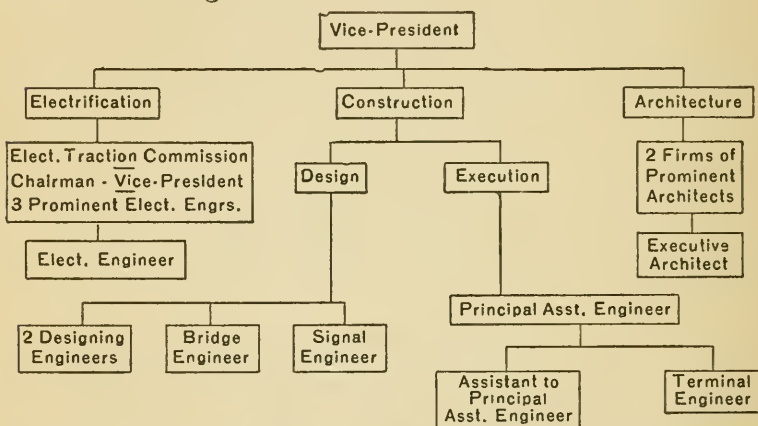 Vice-President
Electrification
Construction
Architecture
Elect. Traction Commission
Chairman - Vice-President
3 Prominent Elect. Engrs.
Elect. Engineer
Design
Execution
2 Firms of
Prominent
Architects
Executive
Architect
2 Designing
Engineers
Bridge
Engineer
Signal
Engineer
Principal Asst. Engineer
Assistant to
Principal
Asst. Engineer
Terminal
Engineer